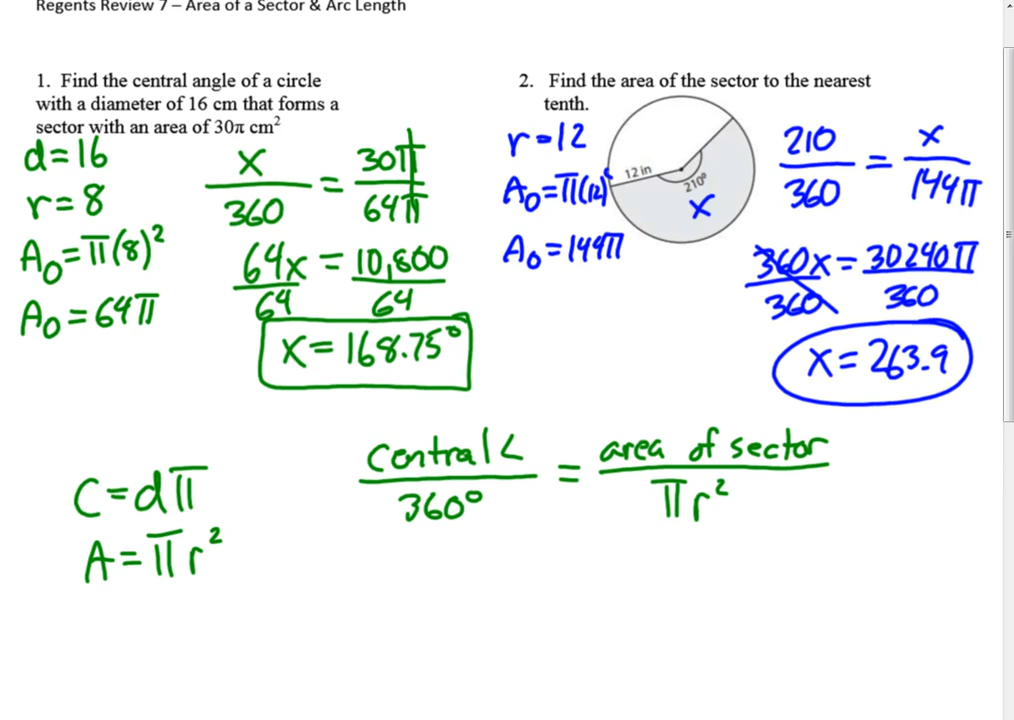 Regents Review 7 – Area of a Sector & Arc Length
1. Find the central angle of a circle
with a diameter of 16 cm that forms a
sector with an area of 30π cm²
d=16
r=8
A○=π(8)²
A○=64π
x/360 = 30π/64π
64x/64 = 10,800/64
x=168.75°
2. Find the area of the sector to the nearest
tenth.
r=12
A○=π(12)²
A○=144π
12 in
210°
x
210/360 = x/144π
360x/360 = 30240π/360
x=263.9
C=dπ
A=πr²
central∠/360° = area of sector/πr²